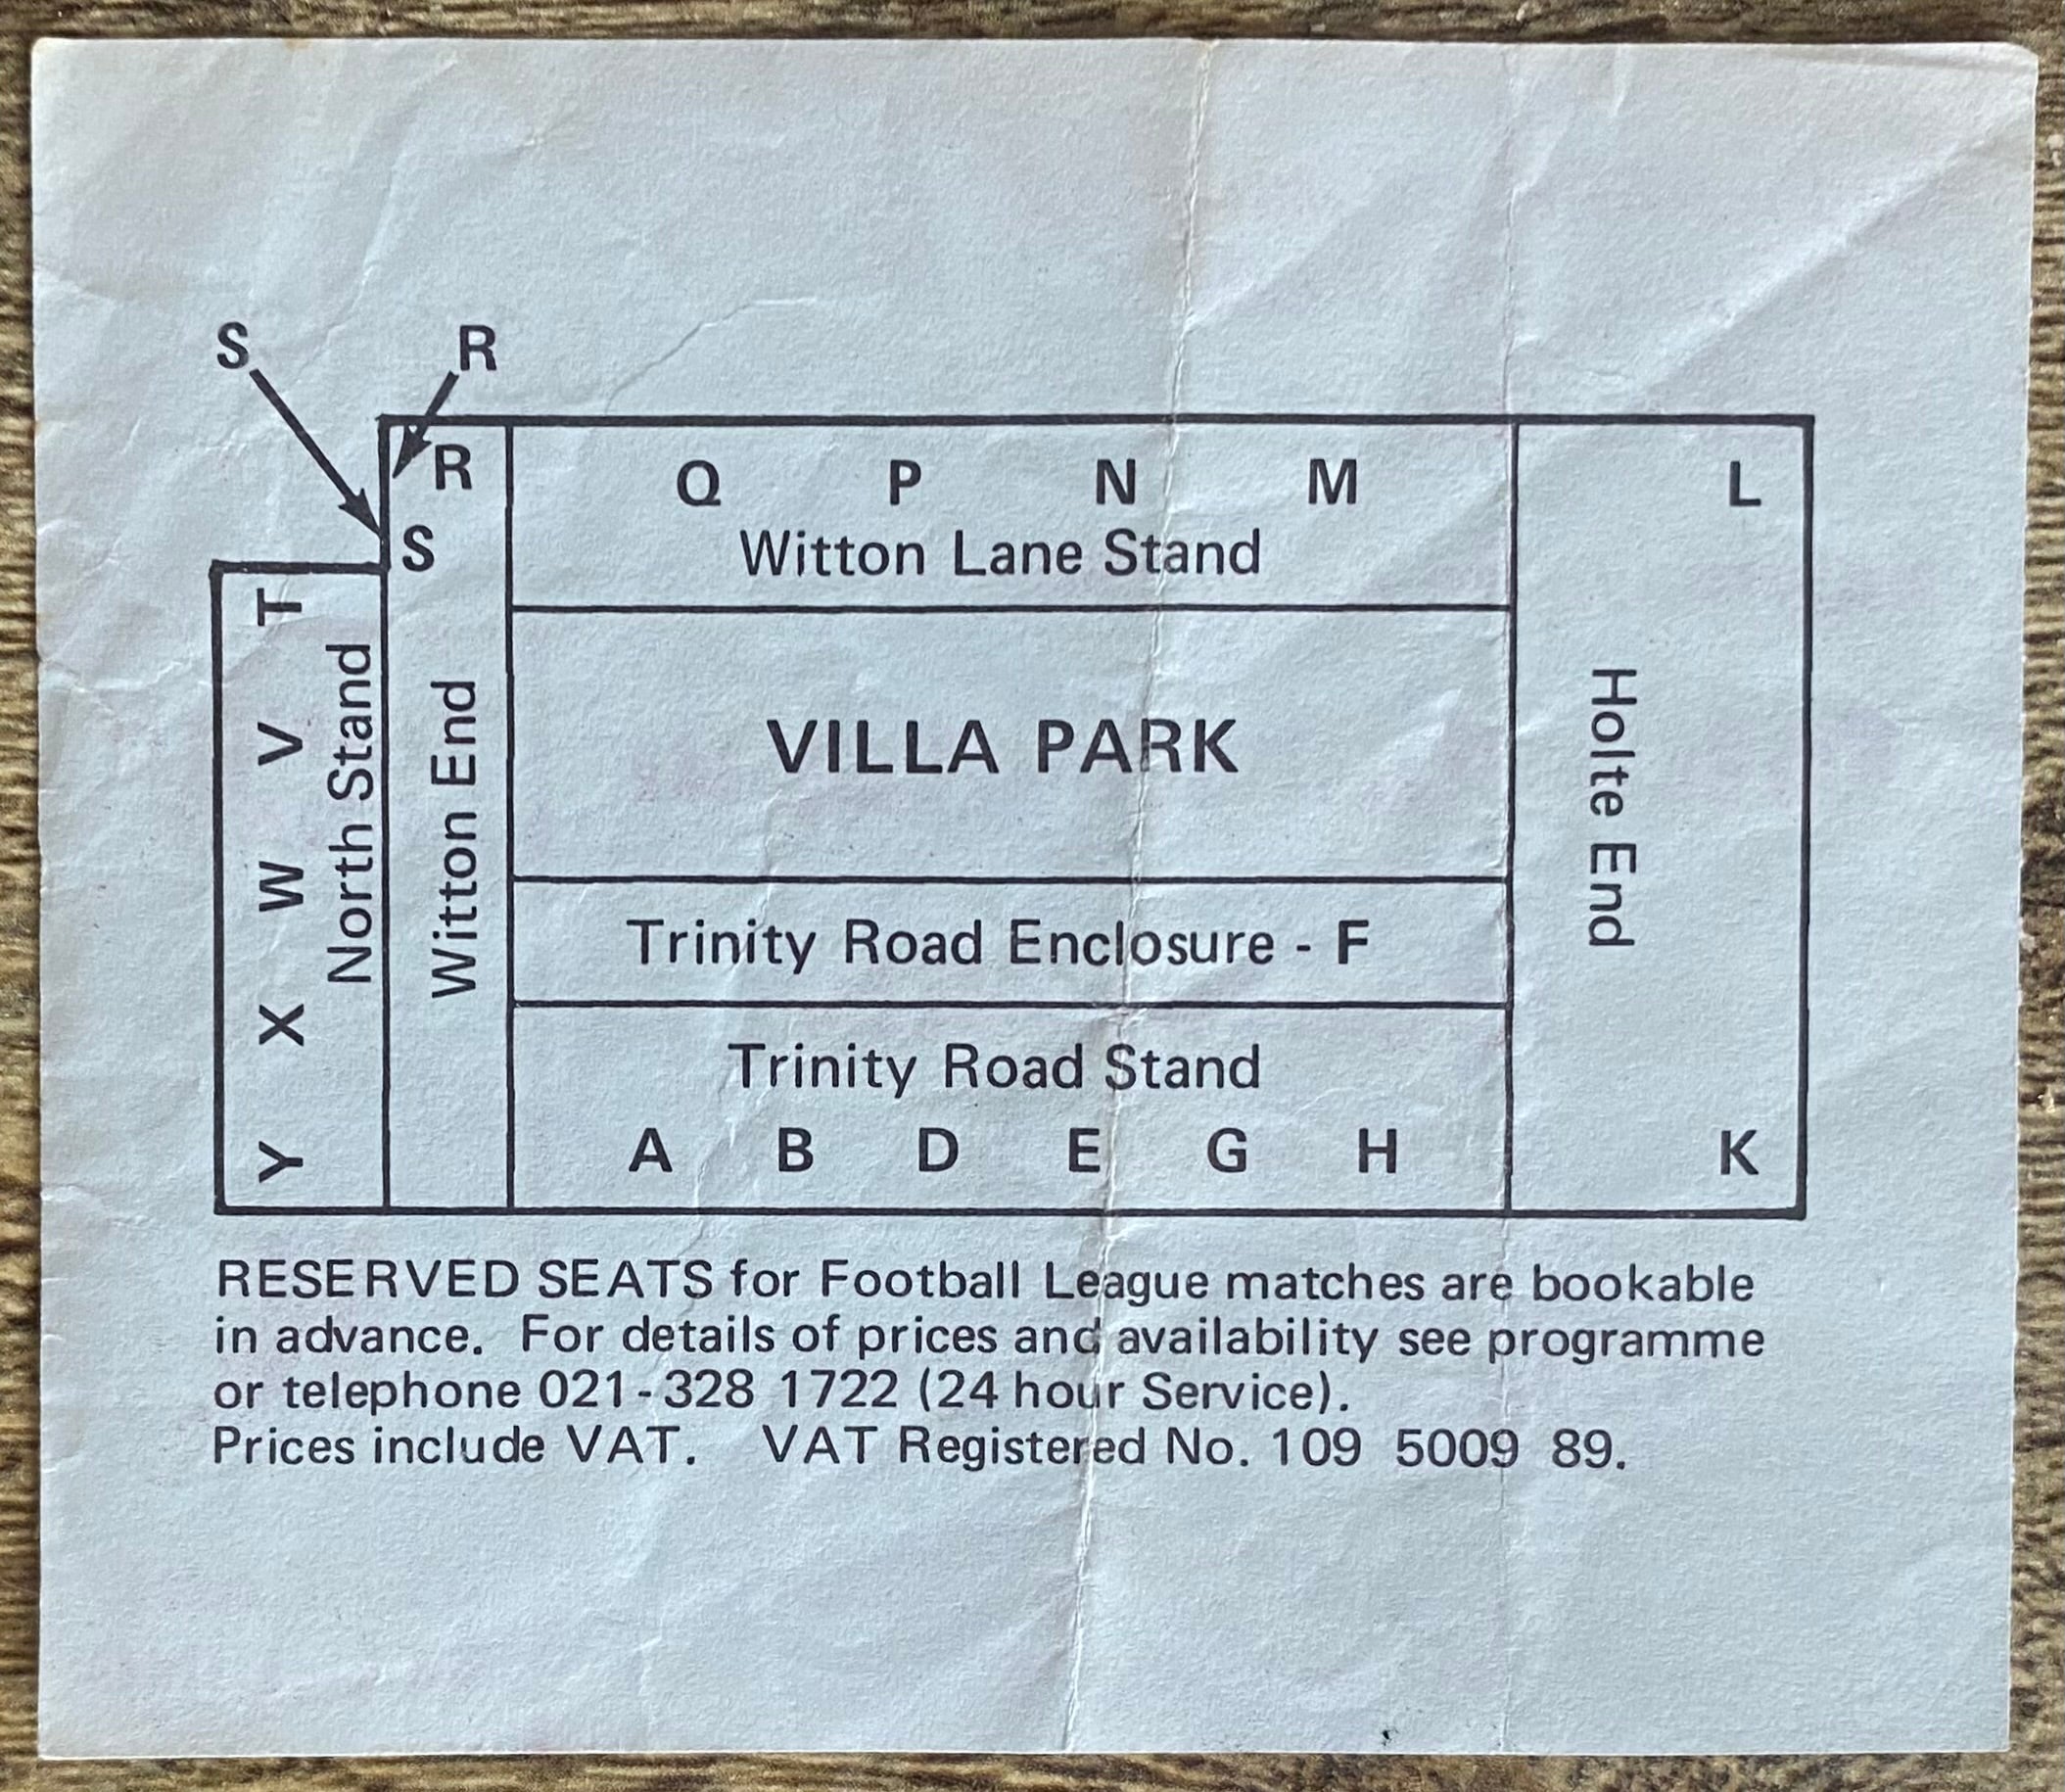 S R
R
Q P N M L
S
Witton Lane Stand
T V W X Y
North Stand
Witton End
VILLA PARK
Holte End
Trinity Road Enclosure - F
Trinity Road Stand
A B D E G H K
RESERVED SEATS for Football League matches are bookable
in advance. For details of prices and availability see programme
or telephone 021-328 1722 (24 hour Service).
Prices include VAT. VAT Registered No. 109 5009 89.